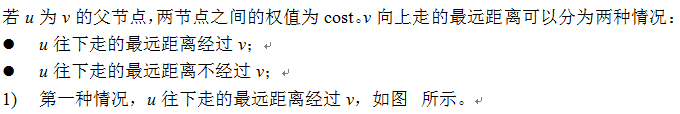 若 u 为 v 的父节点，两节点之间的权值为 cost。v 向上走的最远距离可以分为两种情况：
● u 往下走的最远距离经过 v；
● u 往下走的最远距离不经过 v；
1) 第一种情况，u 往下走的最远距离经过 v，如图 所示。